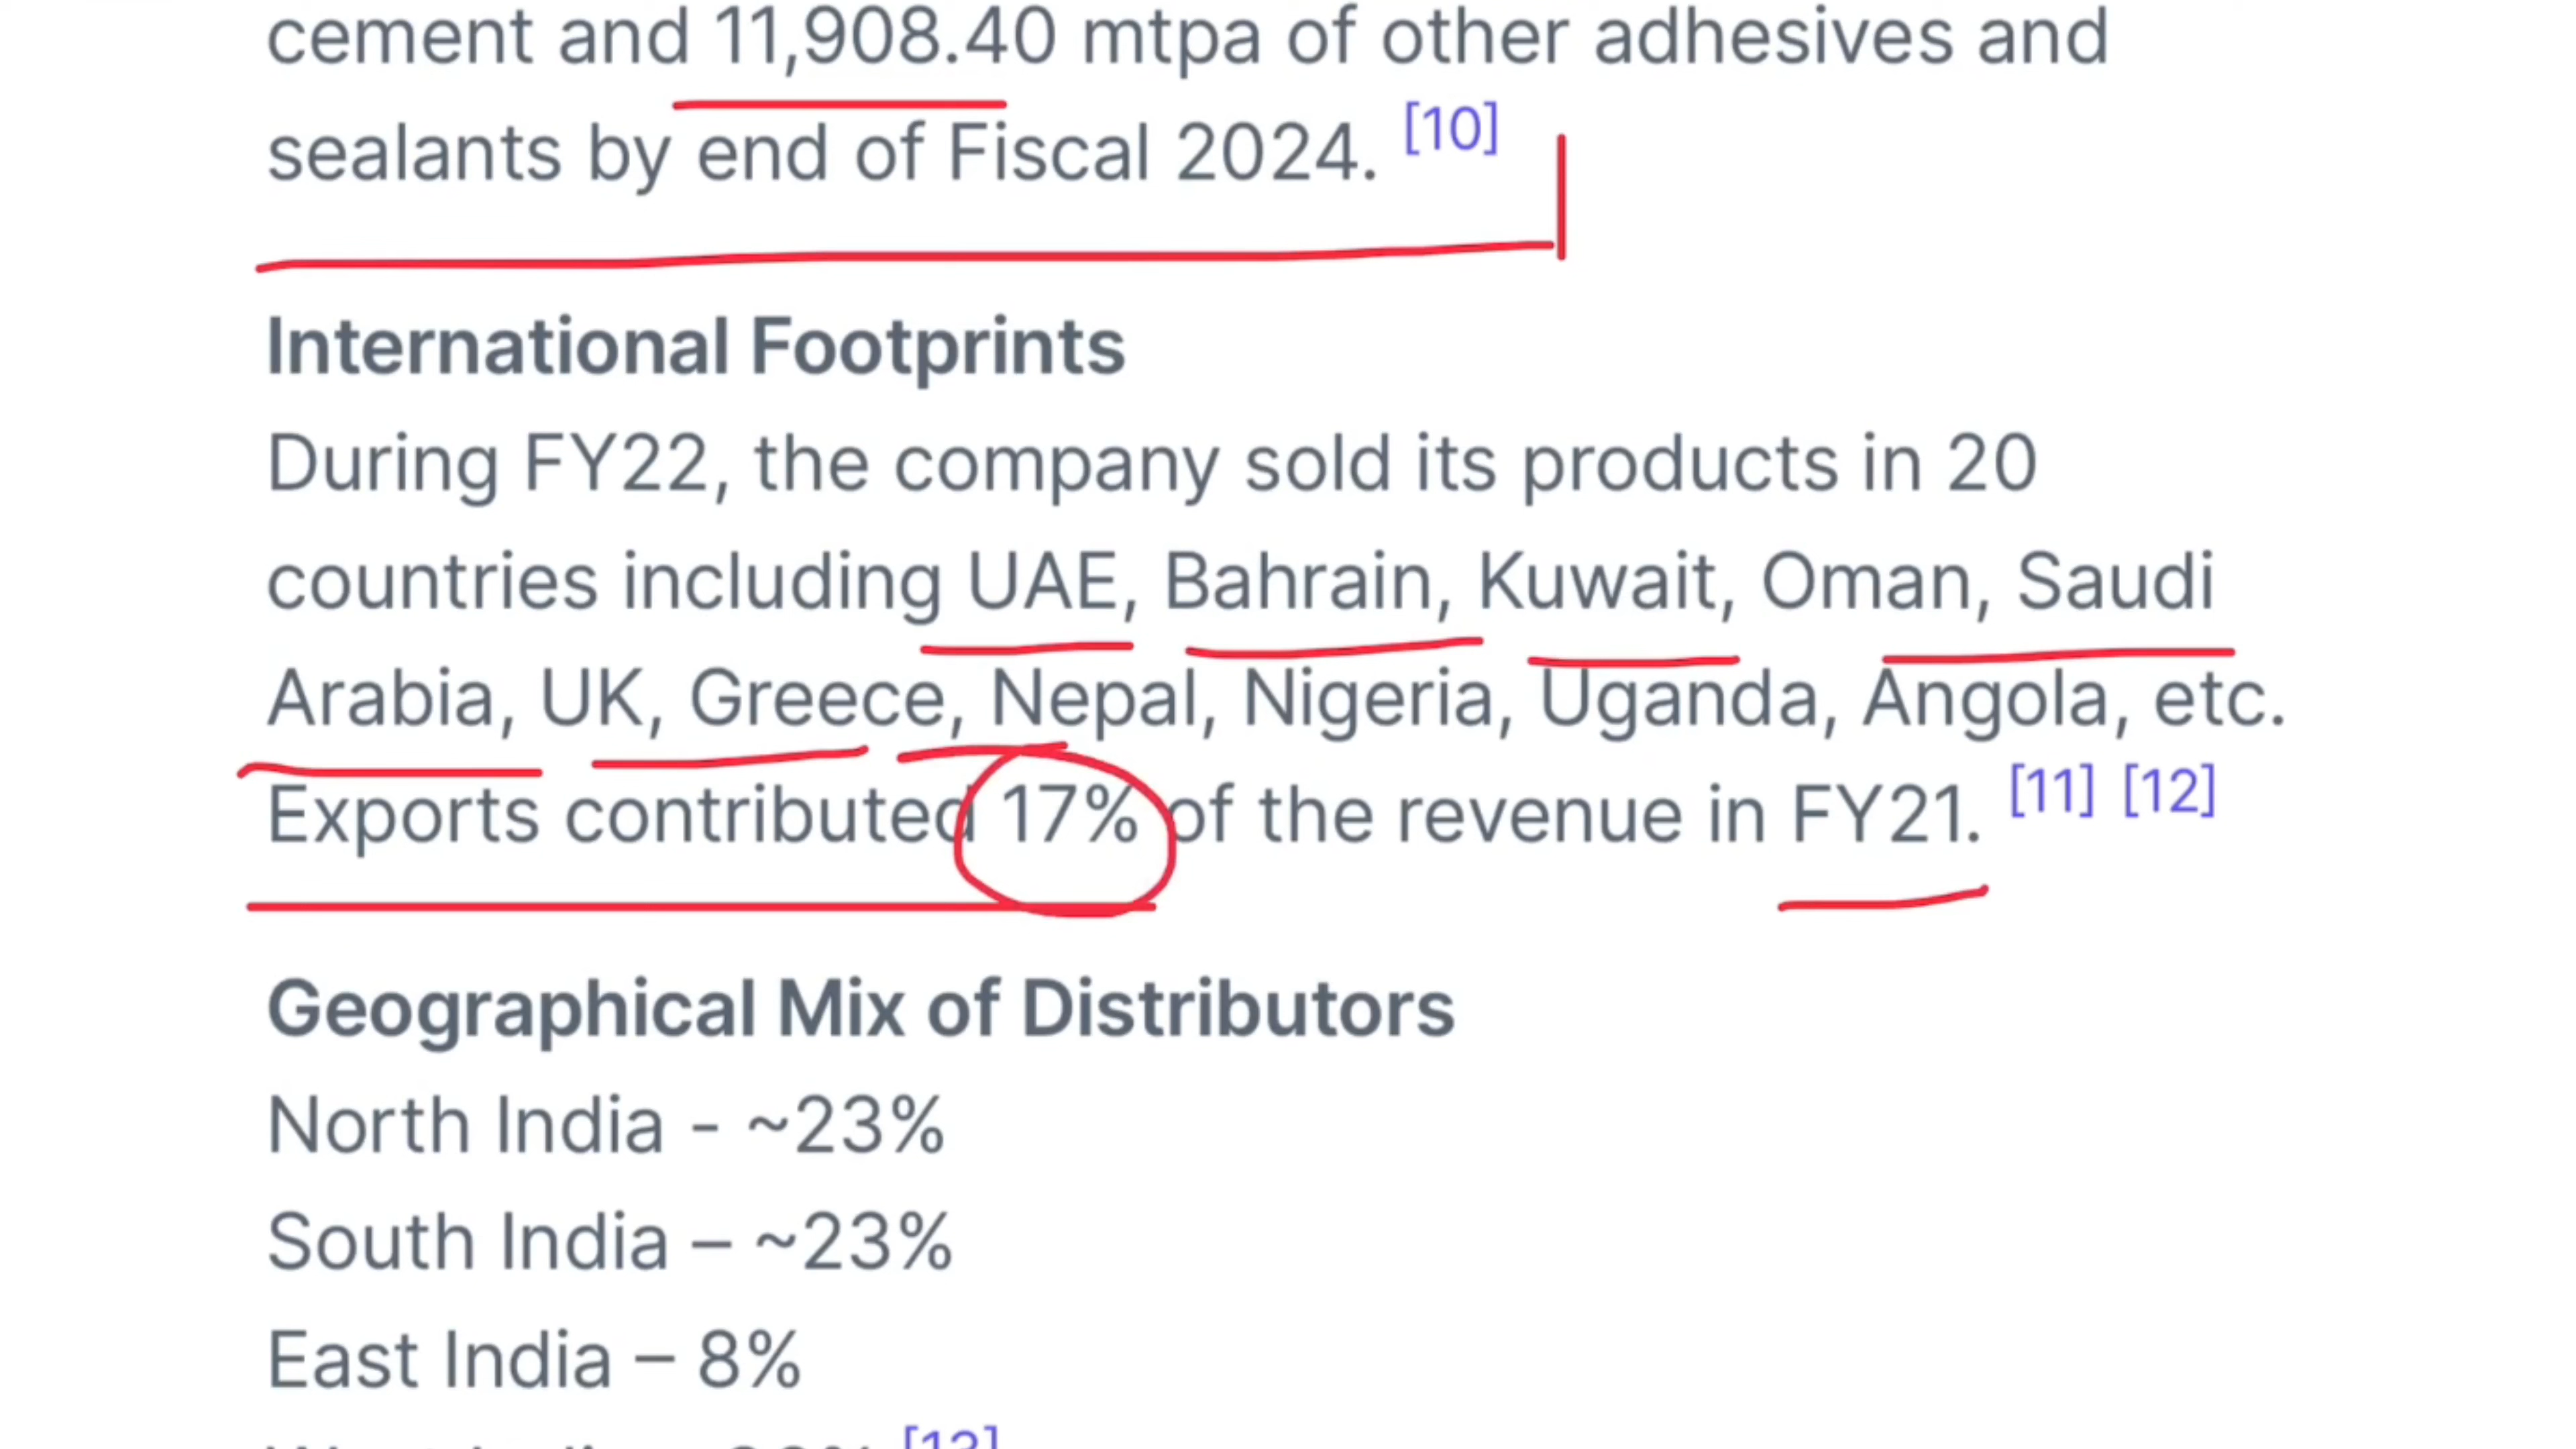 cement and 11,908.40 mtpa of other adhesives and
sealants by end of Fiscal 2024. [10]
International Footprints
During FY22, the company sold its products in 20
countries including UAE, Bahrain, Kuwait, Oman, Saudi
Arabia, UK, Greece, Nepal, Nigeria, Uganda, Angola, etc.
Exports contributed 17% of the revenue in FY21. [11] [12]
Geographical Mix of Distributors
North India - ~23%
South India – ~23%
East India – 8%
[13]